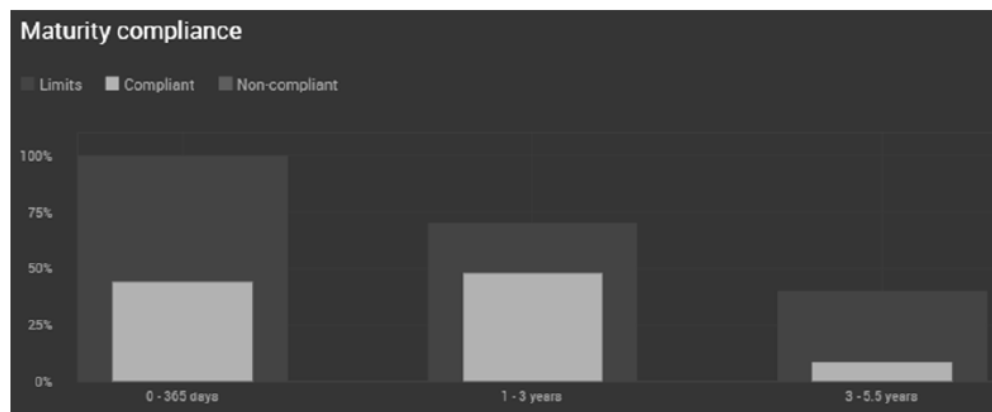 Maturity compliance
Limits Compliant Non-compliant
100%
75%
50%
25%
0%
0 - 365 days 1 - 3 years 3 - 5.5 years